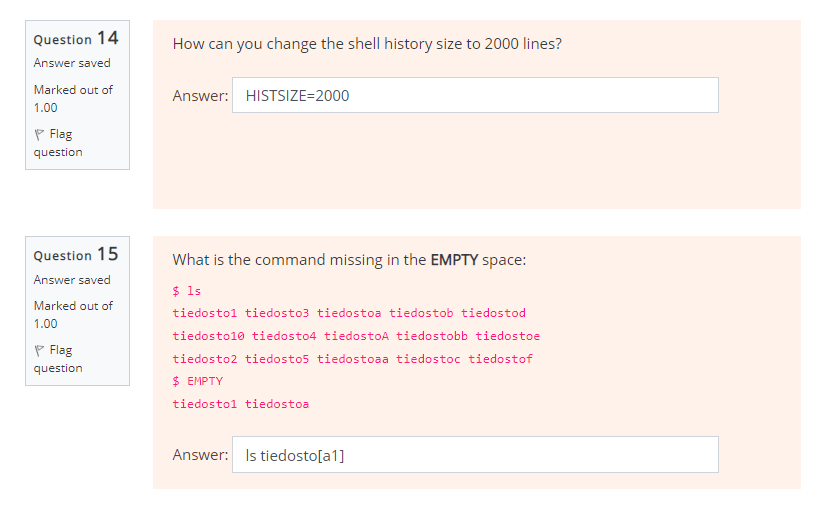 Question 14
Answer saved
Marked out of
1.00
Flag
question
How can you change the shell history size to 2000 lines?
Answer: HISTSIZE=2000
Question 15
Answer saved
Marked out of
1.00
Flag
question
What is the command missing in the EMPTY space:
$ ls
tiedosto1 tiedosto3 tiedostoa tiedostob tiedostod
tiedosto10 tiedosto4 tiedostoA tiedostobb tiedostoe
tiedosto2 tiedosto5 tiedostoaa tiedostoc tiedostof
$ EMPTY
tiedosto1 tiedostoa
Answer: ls tiedosto[a1]